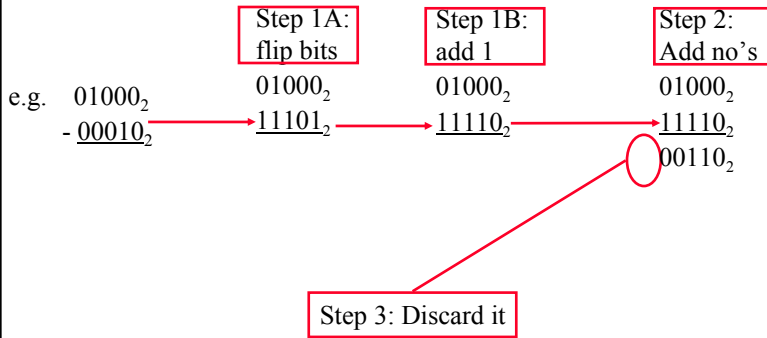 Step 1A:
flip bits
Step 1B:
add 1
Step 2:
Add no's
e.g. 01000₂
- 00010₂
01000₂
11101₂
01000₂
11110₂
01000₂
11110₂
00110₂
Step 3: Discard it